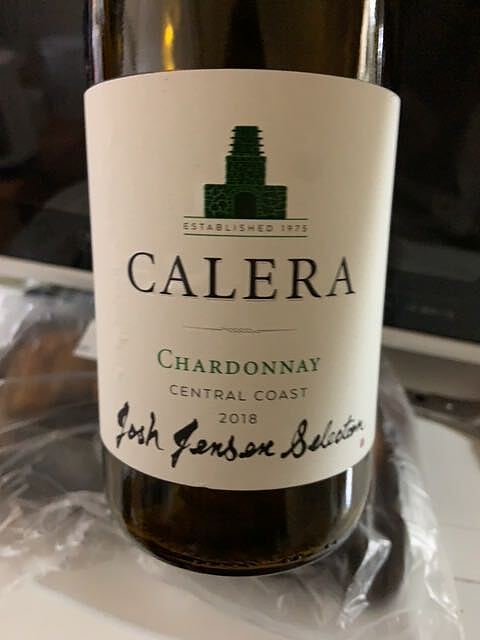 ESTABLISHED 1975
CALERA
CHARDONNAY
CENTRAL COAST
2018
Josh Jensen Selection